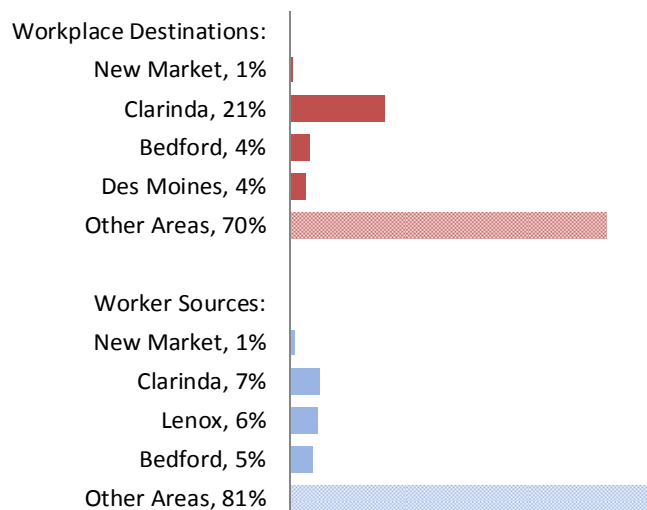 Workplace Destinations:
New Market, 1%
Clarinda, 21%
Bedford, 4%
Des Moines, 4%
Other Areas, 70%
Worker Sources:
New Market, 1%
Clarinda, 7%
Lenox, 6%
Bedford, 5%
Other Areas, 81%